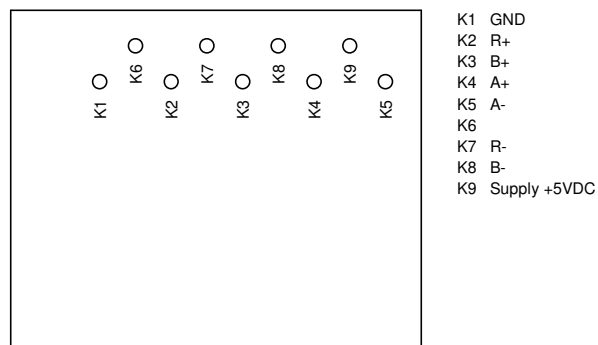 K6 K7 K8 K9
K1 K2 K3 K4 K5
K1 GND
K2 R+
K3 B+
K4 A+
K5 A-
K6
K7 R-
K8 B-
K9 Supply +5VDC